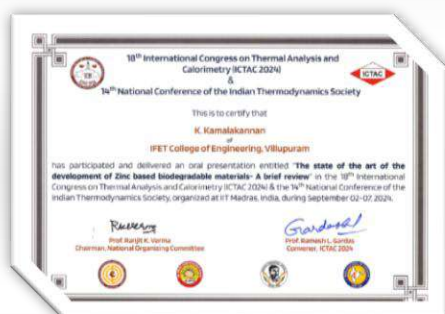 18th International Congress on Thermal Analysis and
Calorimetry (ICTAC 2024)
&
14th National Conference of the Indian Thermodynamics Society
ICTAC
This is to certify that
K. Kamalakannan
of
IFET College of Engineering, Villupuram
has participated and delivered an oral presentation entitled "The state of the art of the
development of Zinc based biodegradable materials- A brief review" in the 18th International
Congress on Thermal Analysis and Calorimetry (ICTAC 2024) & the 14th National Conference of the
Indian Thermodynamics Society, organized at IIT Madras, India, during September 02-07, 2024.
Prof. Ranjit K. Verma
Chairman, National Organizing Committee
Prof. Ramesh L. Gardas
Convener, ICTAC 2024